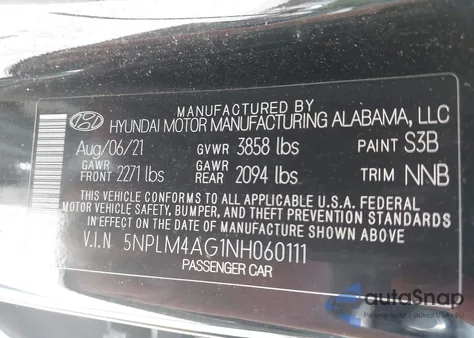 MANUFACTURED BY
HYUNDAI MOTOR MANUFACTURING ALABAMA, LLC
Aug/06/21 GVWR 3858 lbs PAINT S3B
GAWR GAWR
FRONT 2271 lbs REAR 2094 lbs TRIM NNB
THIS VEHICLE CONFORMS TO ALL APPLICABLE U.S.A. FEDERAL
MOTOR VEHICLE SAFETY, BUMPER, AND THEFT PREVENTION STANDARDS
IN EFFECT ON THE DATE OF MANUFACTURE SHOWN ABOVE.
V.I.N 5NPLM4AG1NH060111
PASSENGER CAR
autoSnap